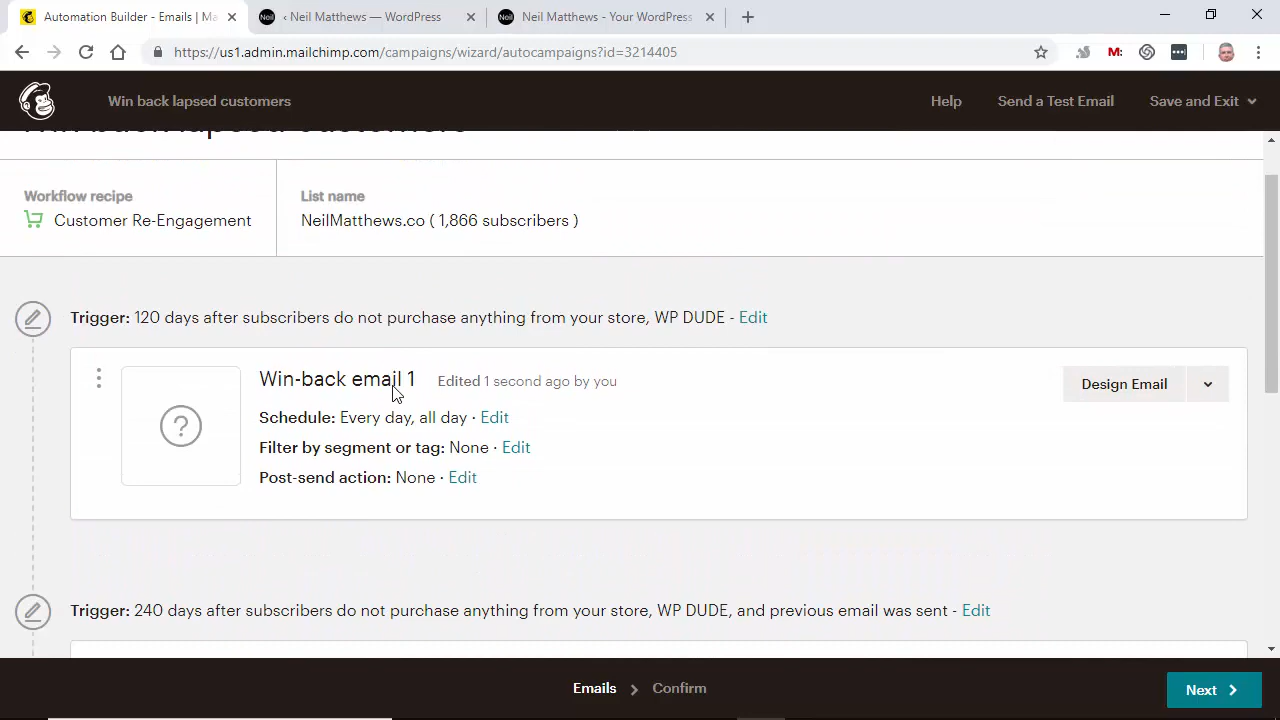 Automation Builder - Emails | Ma
‹ Neil Matthews — WordPress
Neil Matthews - Your WordPress
https://us1.admin.mailchimp.com/campaigns/wizard/autocampaigns?id=3214405
M:
Win back lapsed customers
Help
Send a Test Email
Save and Exit
Win back lapsed customers
Workflow recipe
List name
Customer Re-Engagement
NeilMatthews.co ( 1,866 subscribers )
Trigger: 120 days after subscribers do not purchase anything from your store, WP DUDE - Edit
Win-back email 1
Edited 1 second ago by you
Design Email
Schedule: Every day, all day · Edit
Filter by segment or tag: None · Edit
Post-send action: None · Edit
Trigger: 240 days after subscribers do not purchase anything from your store, WP DUDE, and previous email was sent - Edit
Emails
Confirm
Next